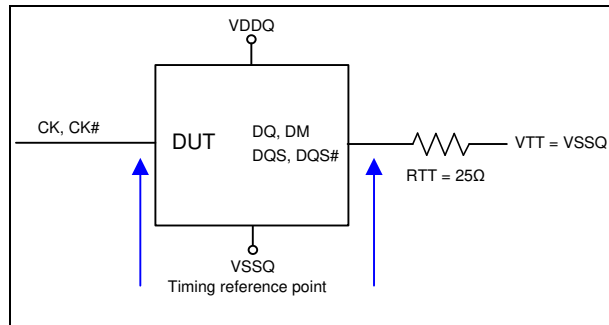 VDDQ
CK, CK#
DUT
DQ, DM
DQS, DQS#
VTT = VSSQ
RTT = 25Ω
VSSQ
Timing reference point